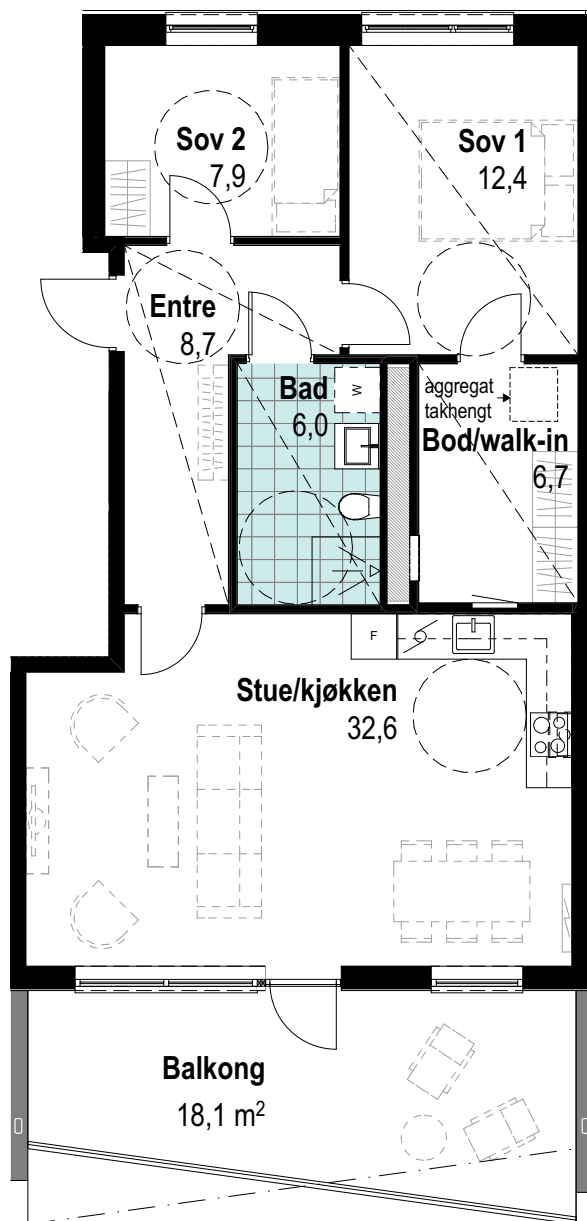 Sov 2
7,9
Sov 1
12,4
Entre
8,7
Bad
6,0
W
aggregat
takhengt
Bod/walk-in
6,7
F
Stue/kjøkken
32,6
Balkong
18,1 m²